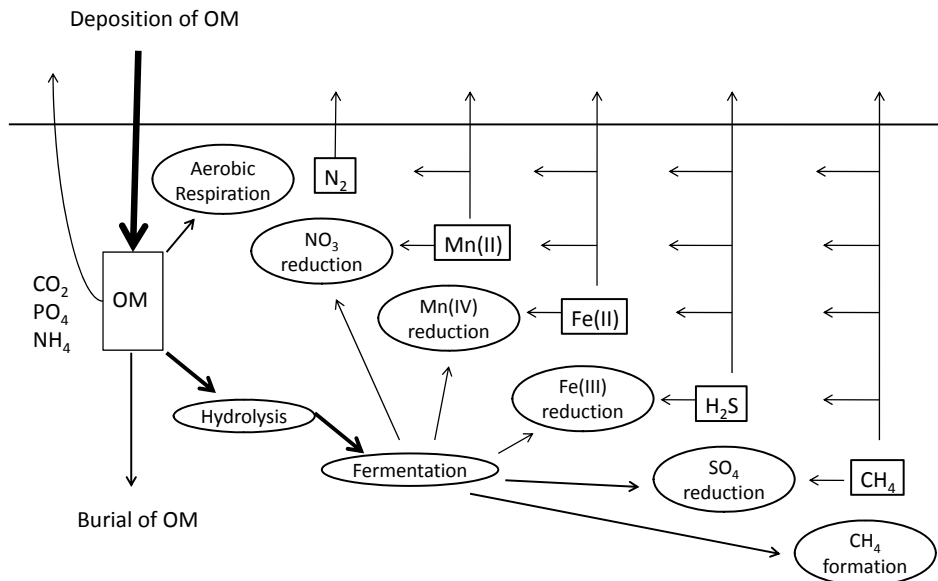 Deposition of OM
Aerobic
Respiration
N₂
NO₃
reduction
Mn(II)
CO₂
PO₄
NH₄
OM
Mn(IV)
reduction
Fe(II)
Fe(III)
reduction
H₂S
Hydrolysis
Fermentation
SO₄
reduction
CH₄
Burial of OM
CH₄
formation